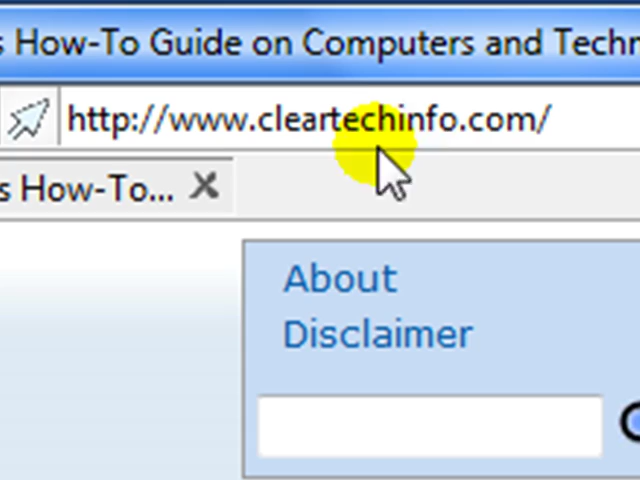 s How-To Guide on Computers and Techn
http://www.cleartechinfo.com/
s How-To...
About
Disclaimer